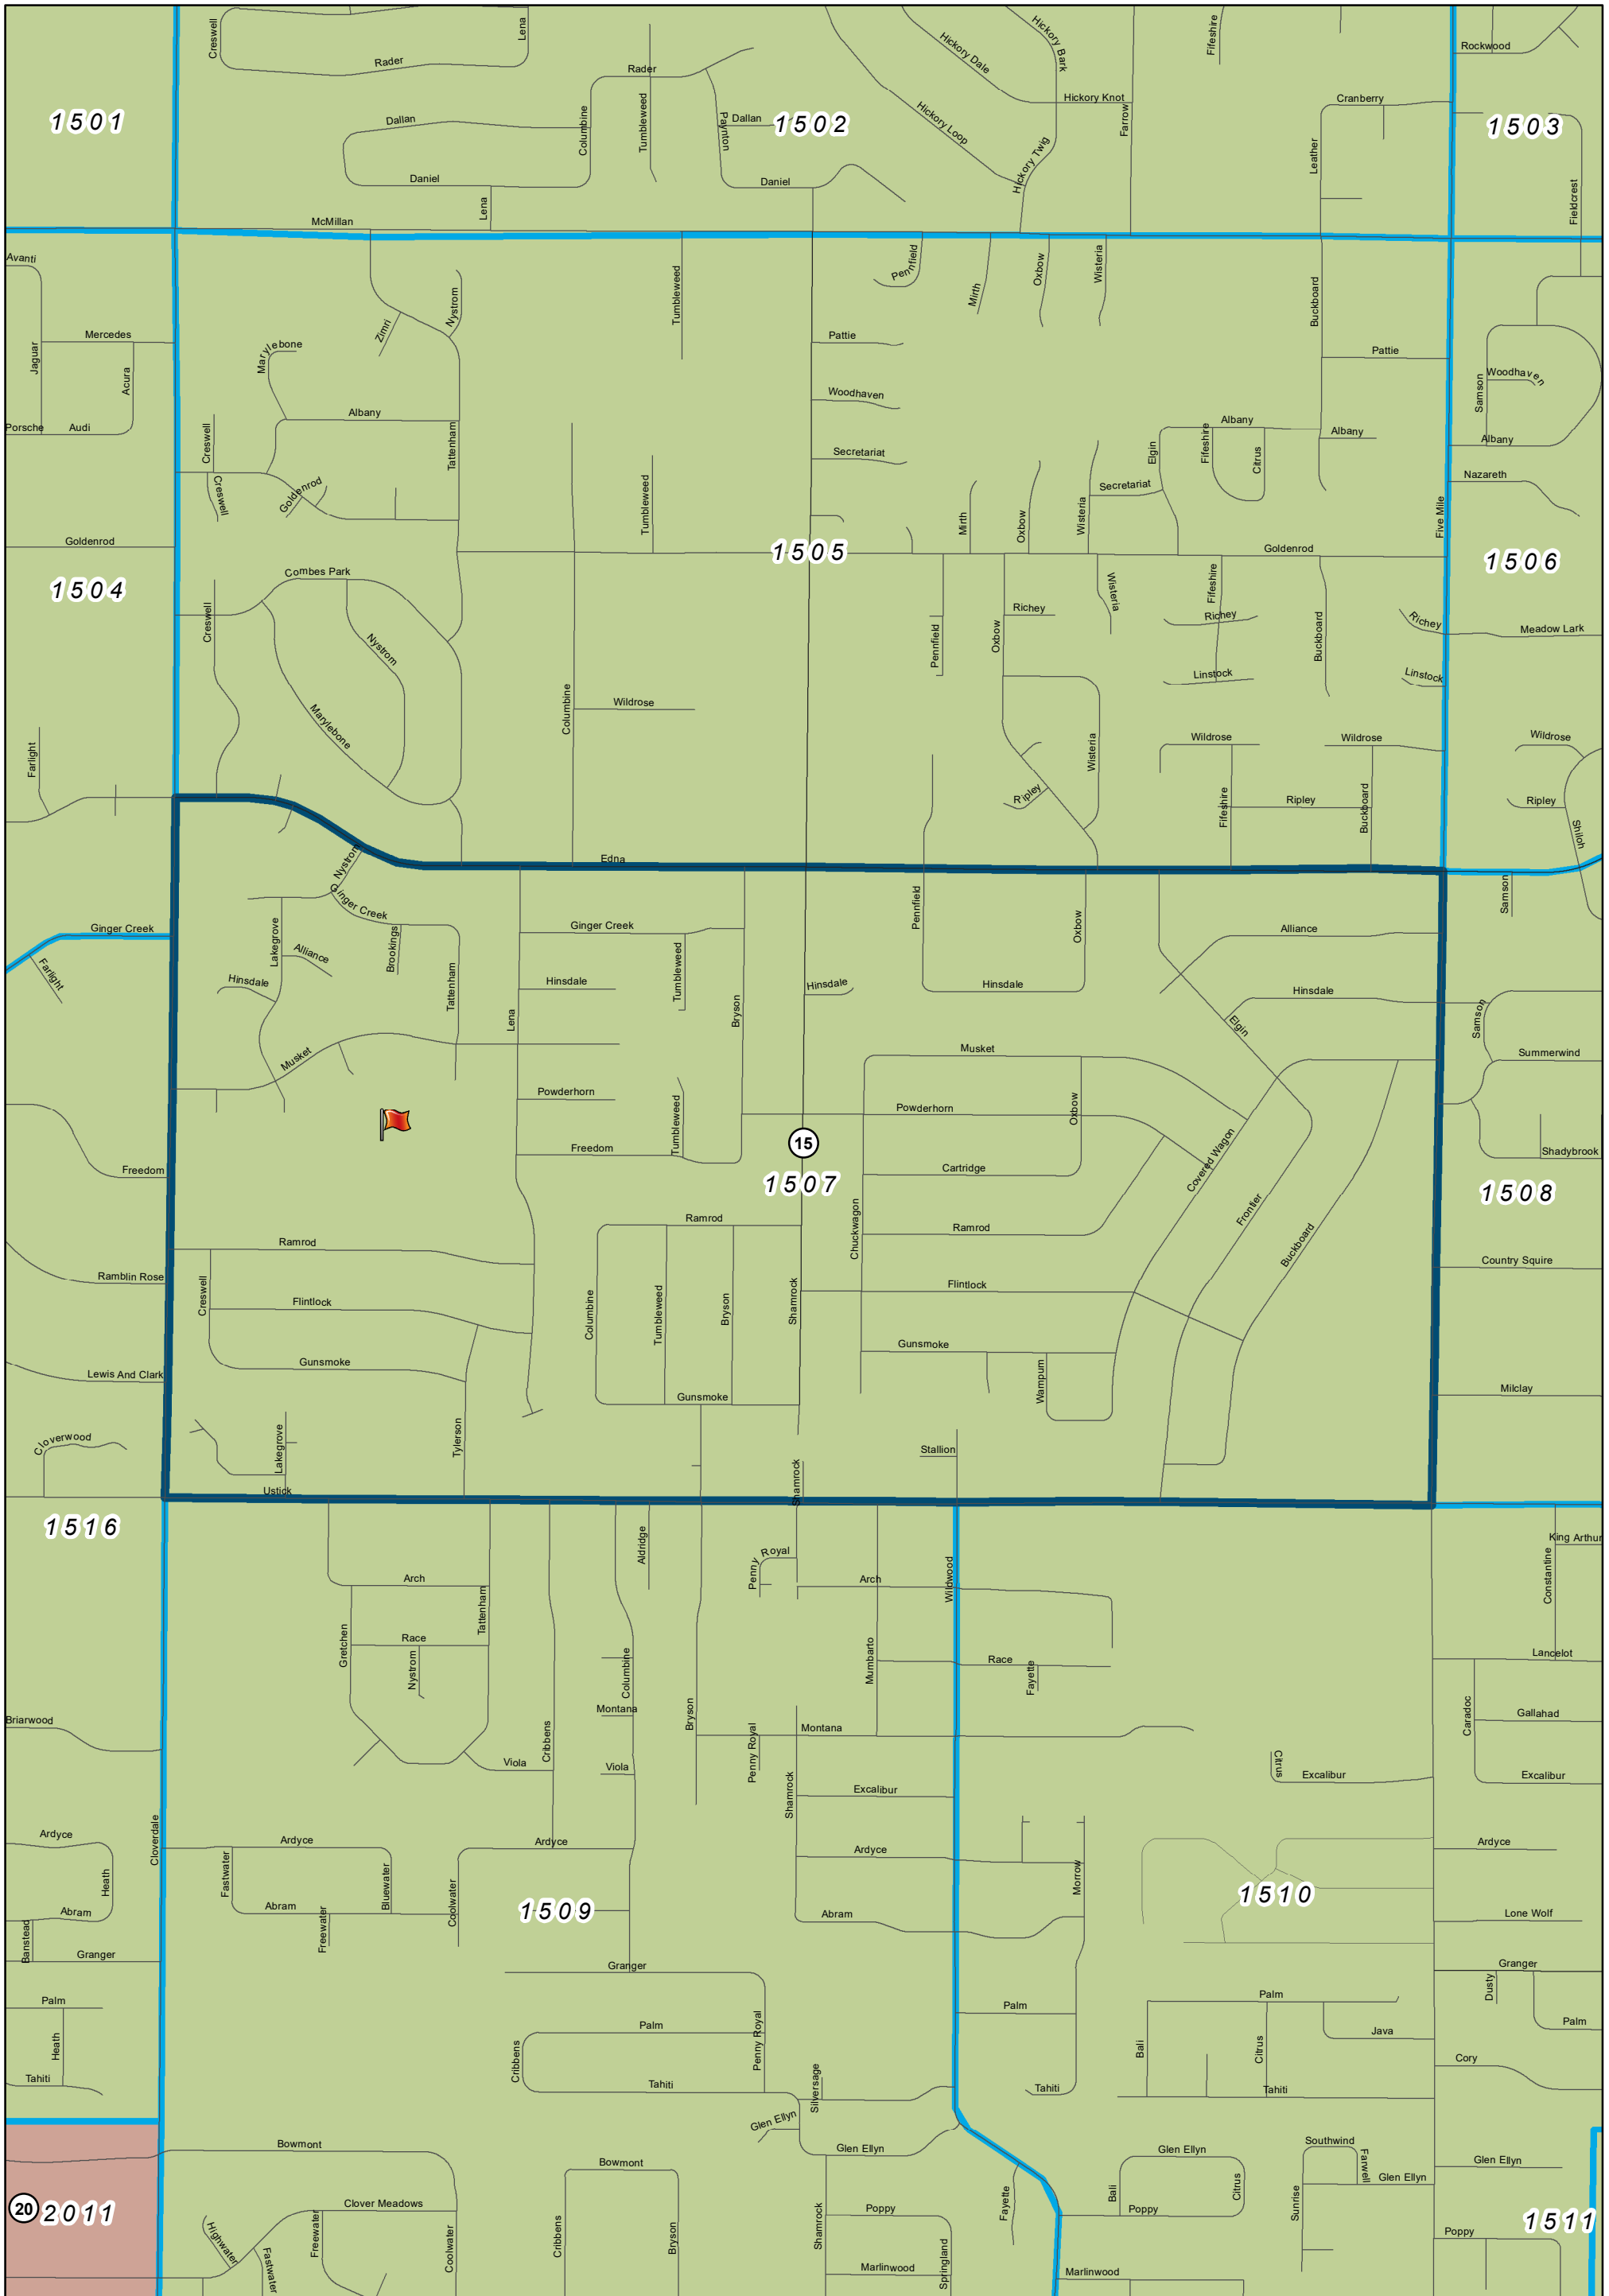 Creswell
Lena
Hickory Bark
Fifeshire
Rockwood
Hickory Dale
Rader
Rader
Cranberry
Hickory Knot
1501
Dallan
Columbine
Tumbleweed
Paynton
Dallan
1502
Hickory Loop
Farrow
Leather
1503
Hickory Twig
Daniel
Daniel
Lena
Fieldcrest
McMillan
Avanti
Nystrom
Tumbleweed
Pennfield
Mirth
Oxbow
Wisteria
Buckboard
Zimri
Mercedes
Jaguar
Acura
Marylebone
Pattie
Pattie
Woodhaven
Samson
Woodhaven
Porsche
Audi
Albany
Creswell
Tattenham
Albany
Fifeshire
Citrus
Albany
Albany
Elgin
Secretariat
Secretariat
Nazareth
Creswell
Goldenrod
Tumbleweed
Mirth
Oxbow
Wisteria
Five Mile
Goldenrod
1505
Goldenrod
1506
1504
Combes Park
Creswell
Nystrom
Pennfield
Richey
Oxbow
Wisteria
Fifeshire
Richey
Buckboard
Richey
Meadow Lark
Linstock
Linstock
Marylebone
Columbine
Wildrose
Farlight
Wisteria
Wildrose
Wildrose
Wildrose
Ripley
Fifeshire
Ripley
Buckboard
Ripley
Shiloh
Nystrom
Edna
Samson
Ginger Creek
Ginger Creek
Ginger Creek
Pennfield
Oxbow
Alliance
Farlight
Lakegrove
Alliance
Brookings
Tattenham
Hinsdale
Hinsdale
Tumbleweed
Hinsdale
Hinsdale
Hinsdale
Lena
Bryson
Elgin
Samson
Musket
Musket
Summerwind
Powderhorn
Powderhorn
Oxbow
Tumbleweed
Freedom
Freedom
15
Cartridge
Covered Wagon
Shadybrook
1507
1508
Ramrod
Ramrod
Chuckwagon
Ramrod
Frontier
Buckboard
Ramblin Rose
Country Squire
Creswell
Flintlock
Columbine
Tumbleweed
Bryson
Shamrock
Flintlock
Gunsmoke
Gunsmoke
Lewis And Clark
Gunsmoke
Wampum
Milclay
Cloverwood
Lakegrove
Tylerson
Stallion
Ustick
Shamrock
1516
Aldridge
Penny Royal
Wildwood
King Arthur
Constantine
Arch
Arch
Tattenham
Gretchen
Race
Nystrom
Columbine
Mumbarto
Race
Fayette
Lancelot
Briarwood
Montana
Bryson
Penny Royal
Montana
Caradoc
Gallahad
Cribbens
Viola
Viola
Citrus
Excalibur
Excalibur
Shamrock
Excalibur
Ardyce
Cloverdale
Ardyce
Ardyce
Ardyce
Ardyce
Heath
Fastwater
Bluewater
Coolwater
Morrow
1510
Abram
Banstead
Abram
Freewater
1509
Abram
Lone Wolf
Granger
Granger
Granger
Palm
Dusty
Palm
Palm
Palm
Palm
Heath
Cribbens
Penny Royal
Bali
Citrus
Java
Cory
Tahiti
Tahiti
Silversage
Tahiti
Tahiti
Glen Ellyn
Bowmont
Glen Ellyn
Glen Ellyn
Southwind
Farwell
Glen Ellyn
Glen Ellyn
Bowmont
Fayette
Bali
Citrus
Sunrise
20
2011
Clover Meadows
Freewater
Shamrock
Poppy
Poppy
1511
Poppy
Highwater
Fastwater
Coolwater
Cribbens
Bryson
Marlinwood
Springland
Marlinwood